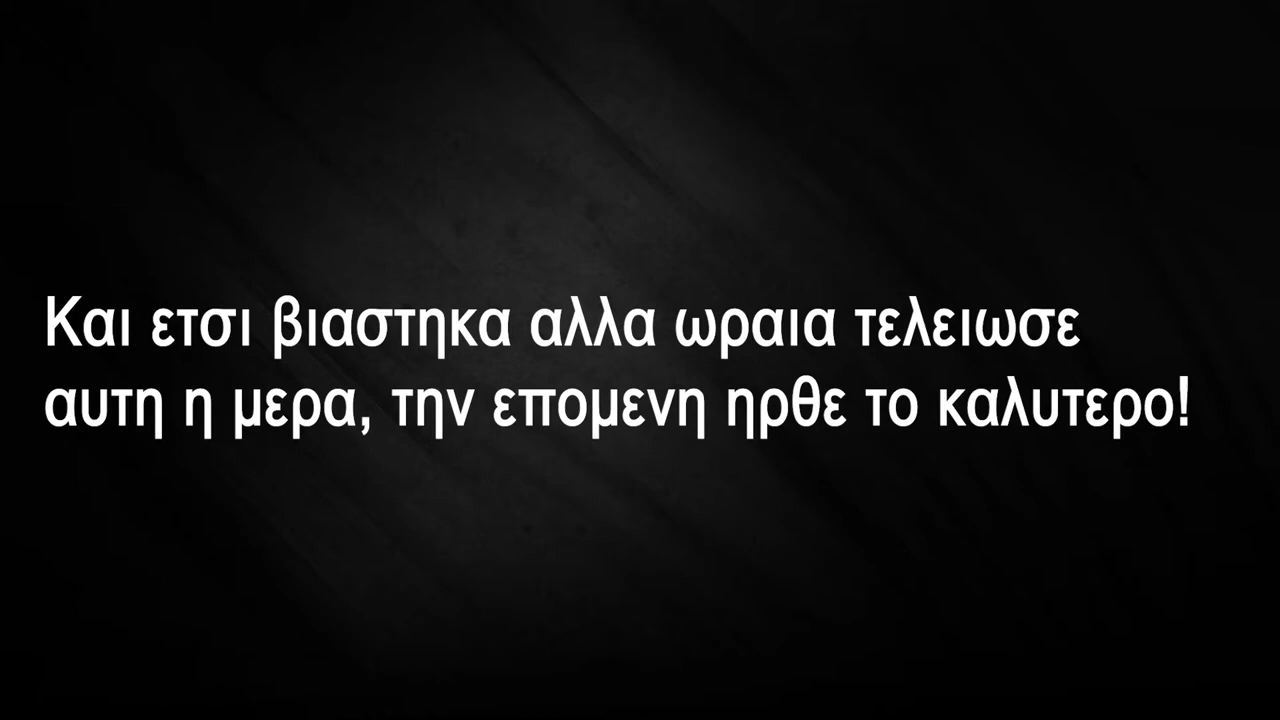 Και ετσι βιαστηκα αλλα ωραια τελειωσε
αυτη η μερα, την επομενη ηρθε το καλυτερο!